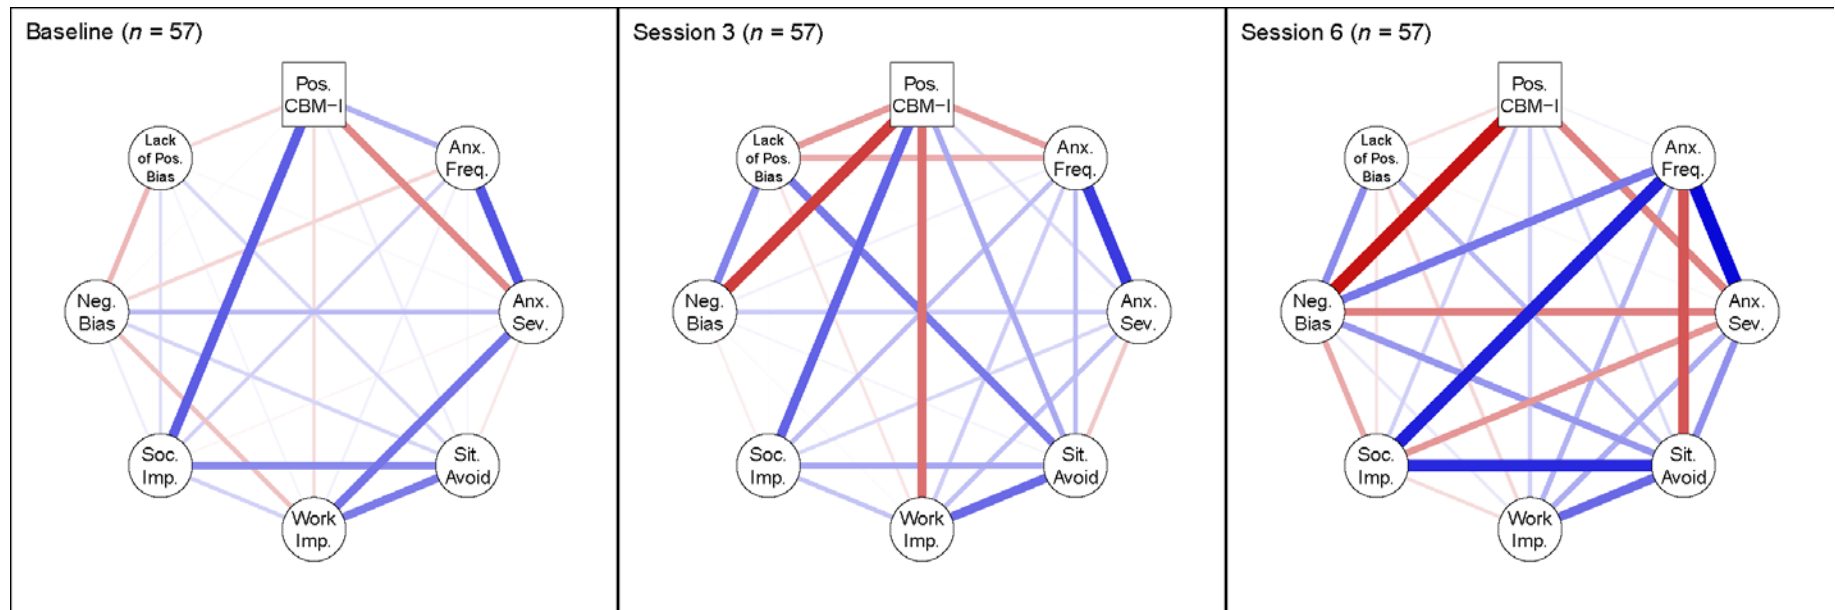 Baseline (n = 57)
Pos.
CBM−I
Lack
of Pos.
Bias
Anx.
Freq.
Neg.
Bias
Anx.
Sev.
Soc.
Imp.
Sit.
Avoid
Work
Imp.
Session 3 (n = 57)
Pos.
CBM−I
Lack
of Pos.
Bias
Anx.
Freq.
Neg.
Bias
Anx.
Sev.
Soc.
Imp.
Sit.
Avoid
Work
Imp.
Session 6 (n = 57)
Pos.
CBM−I
Lack
of Pos.
Bias
Anx.
Freq.
Neg.
Bias
Anx.
Sev.
Soc.
Imp.
Sit.
Avoid
Work
Imp.